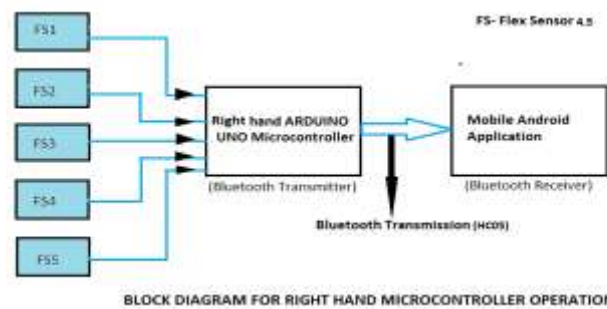 FS- Flex Sensor 4.5
FS1
FS2
FS3
FS4
FS5
Right hand ARDUINO
UNO Microcontroller
(Bluetooth Transmitter)
Mobile Android
Application
(Bluetooth Receiver)
Bluetooth Transmission (HC05)
BLOCK DIAGRAM FOR RIGHT HAND MICROCONTROLLER OPERATION